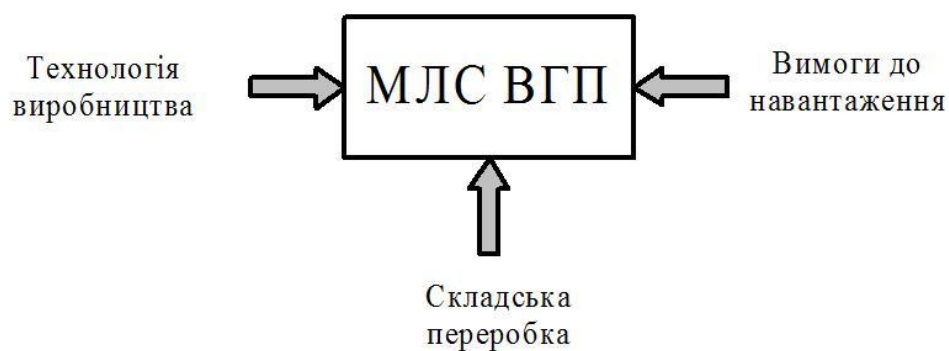 Технологія
виробництва
МЛС ВГП
Вимоги до
навантаження
Складська
переробка